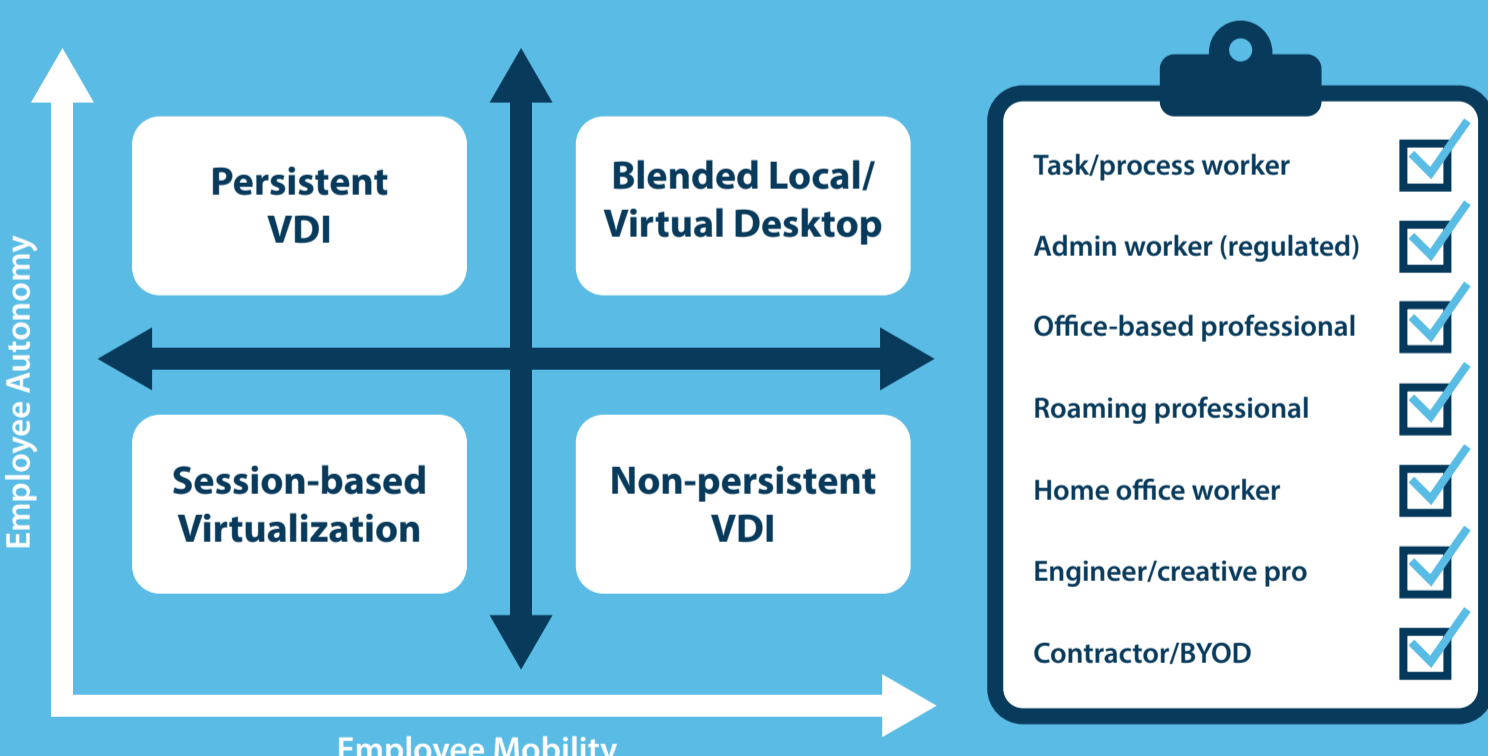 Employee Autonomy
Persistent
VDI
Blended Local/
Virtual Desktop
Session-based
Virtualization
Non-persistent
VDI
Employee Mobility
Task/process worker
Admin worker (regulated)
Office-based professional
Roaming professional
Home office worker
Engineer/creative pro
Contractor/BYOD